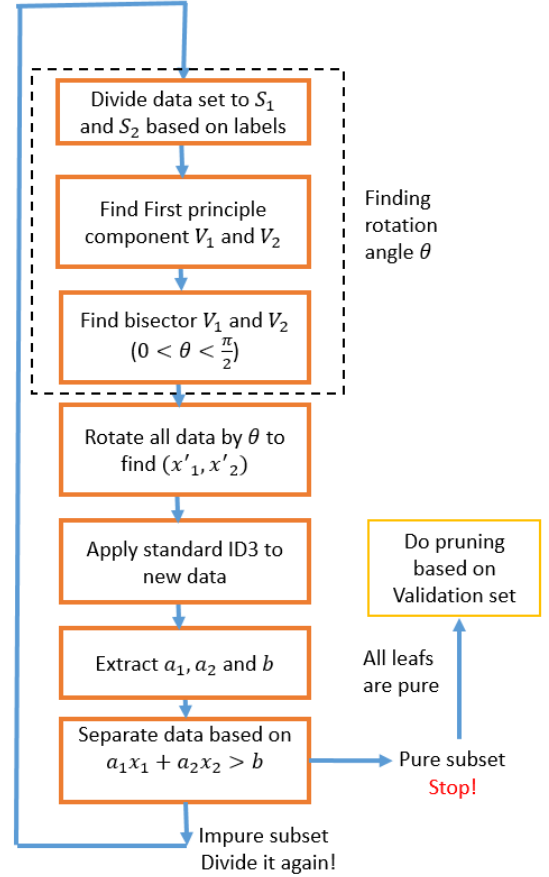 Divide data set to S₁
and S₂ based on labels
Find First principle
component V₁ and V₂
Finding
rotation
angle θ
Find bisector V₁ and V₂
(0 < θ < π/2)
Rotate all data by θ to
find (x'₁, x'₂)
Apply standard ID3 to
new data
Do pruning
based on
Validation set
Extract a₁, a₂ and b
All leafs
are pure
Separate data based on
a₁x₁ + a₂x₂ > b
Pure subset
Stop!
Impure subset
Divide it again!